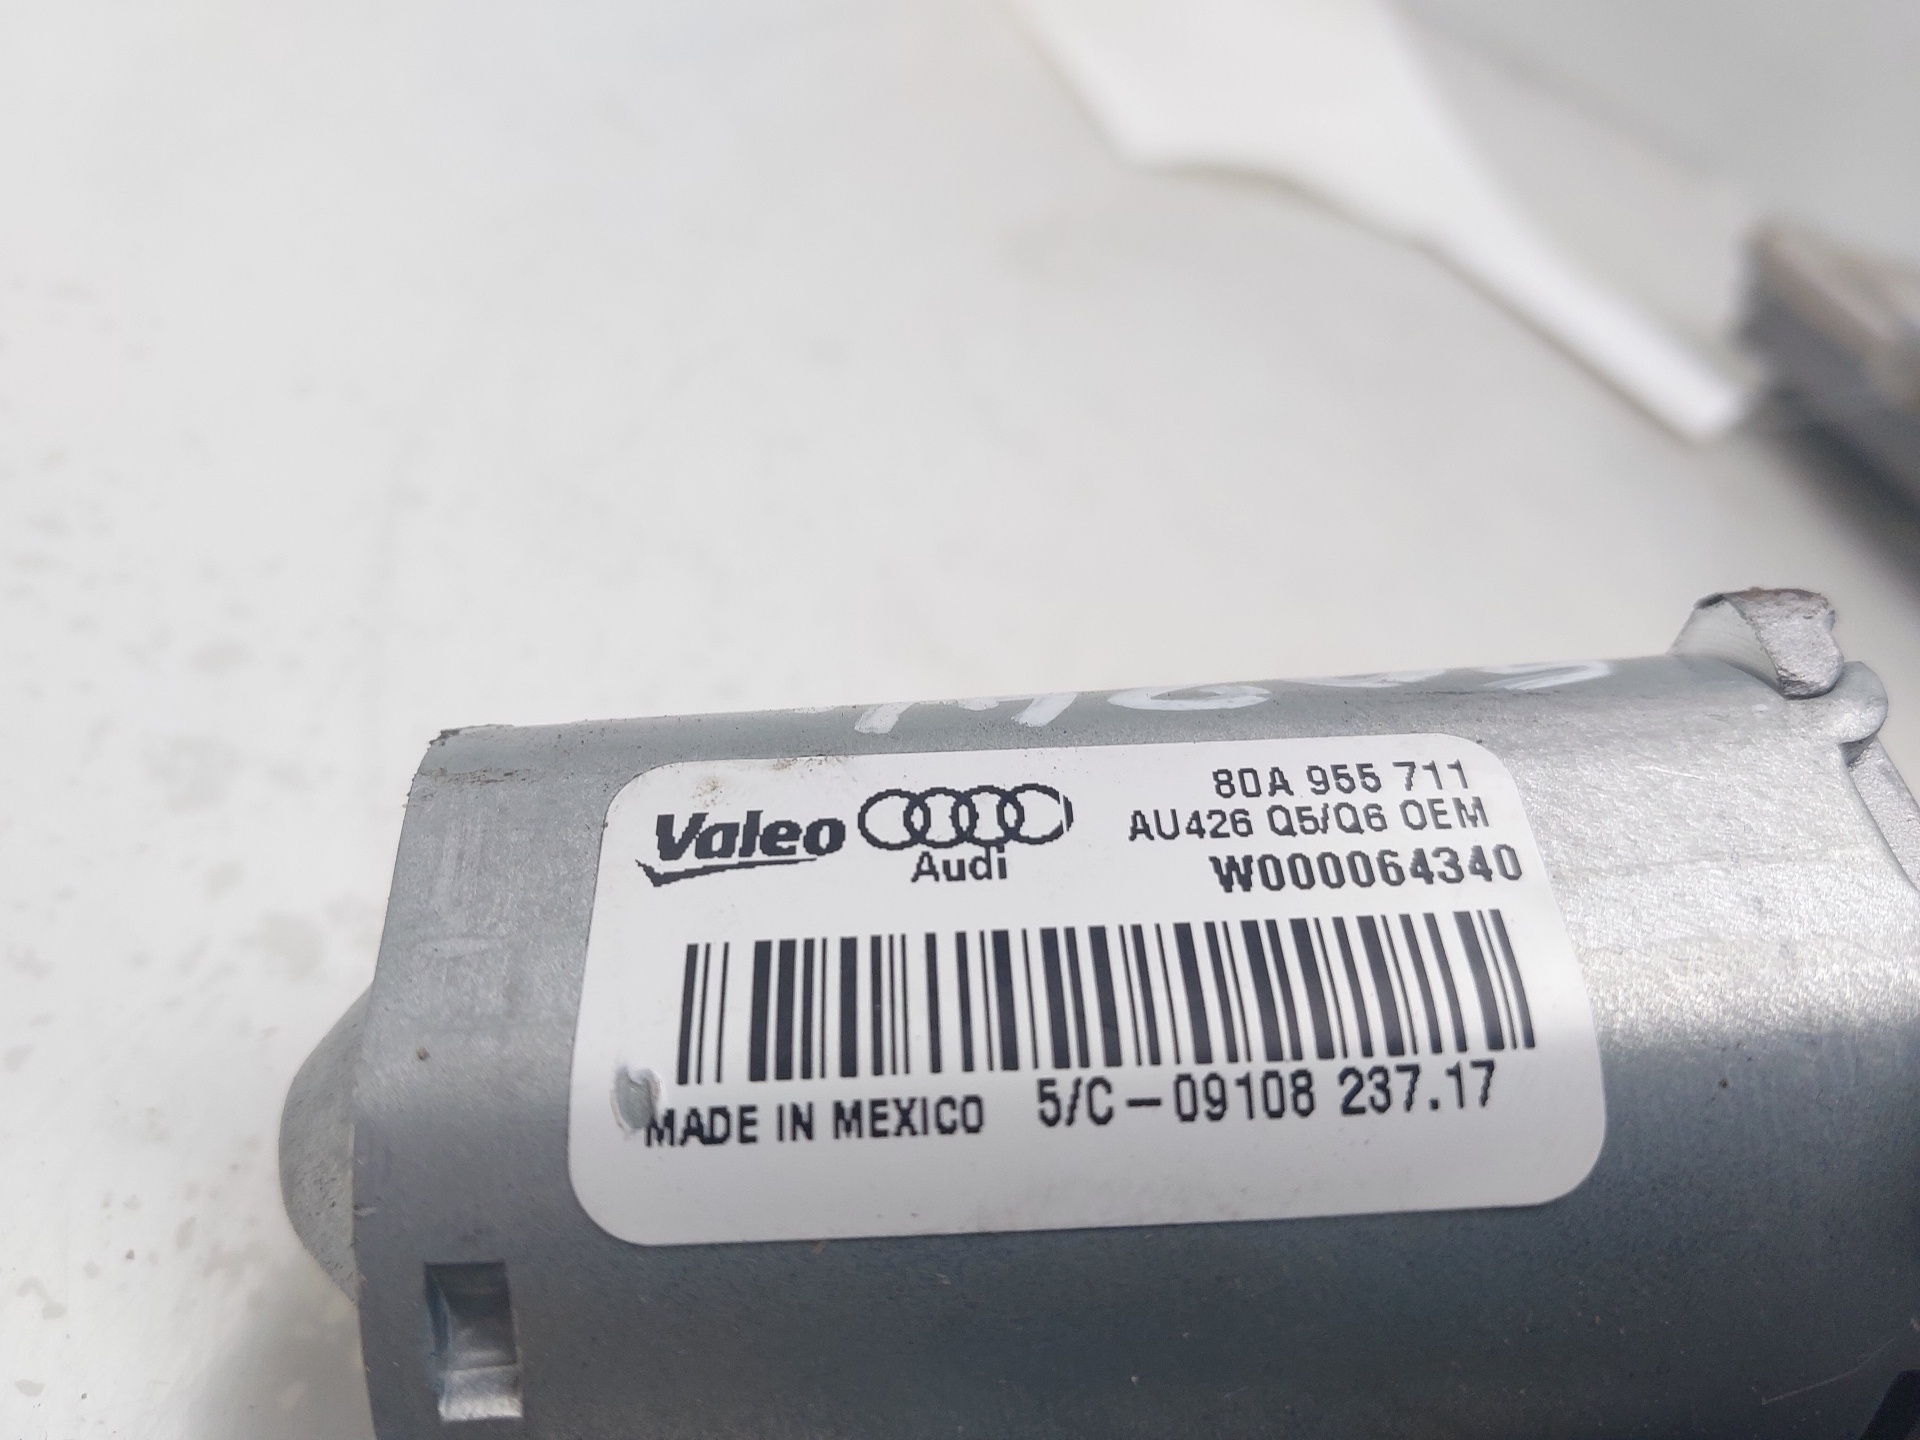 Valeo Audi
80A 955 711
AU426 Q5/Q6 OEM
W000064340
MADE IN MEXICO 5/C-09108 237.17